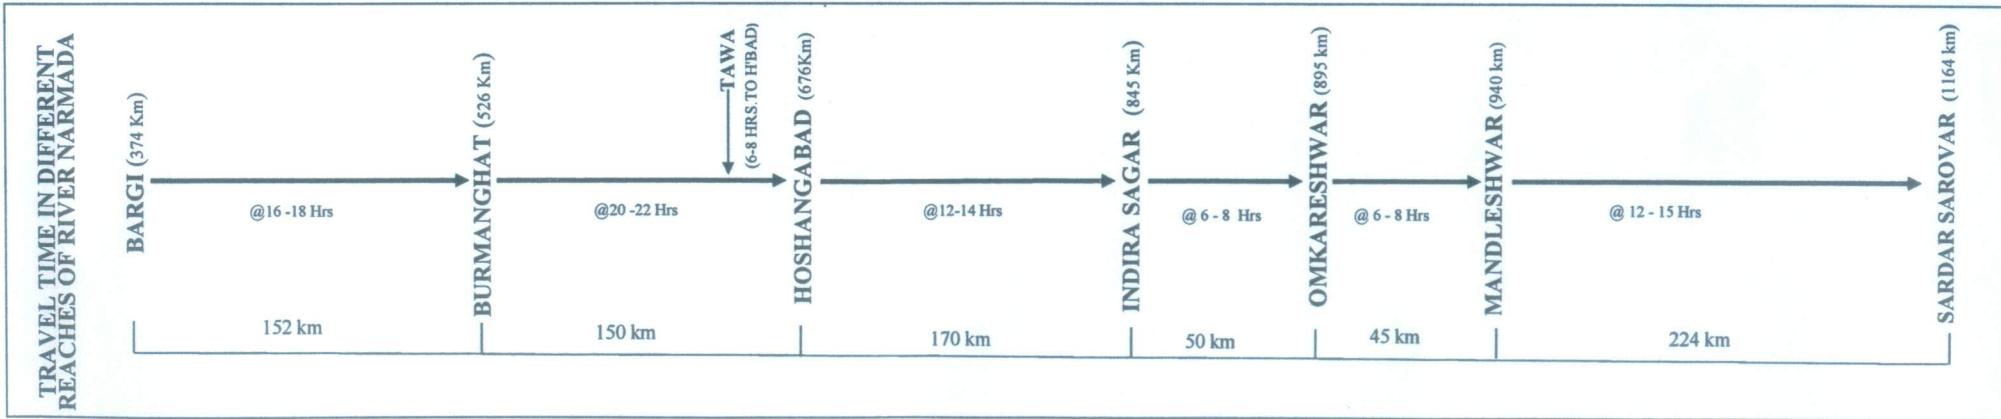 TRAVEL TIME IN DIFFERENT
REACHES OF RIVER NARMADA
BARGI (374 Km)
@16 -18 Hrs
BURMANGHAT (526 Km)
@20 -22 Hrs
TAWA
(6-8 HRS.TO H'BAD)
HOSHANGABAD (676Km)
@12-14 Hrs
INDIRA SAGAR (845 Km)
@ 6 - 8 Hrs
OMKARESHWAR (895 km)
@ 6 - 8 Hrs
MANDLESHWAR (940 km)
@ 12 - 15 Hrs
SARDAR SAROVAR (1164 km)
152 km
150 km
170 km
50 km
45 km
224 km